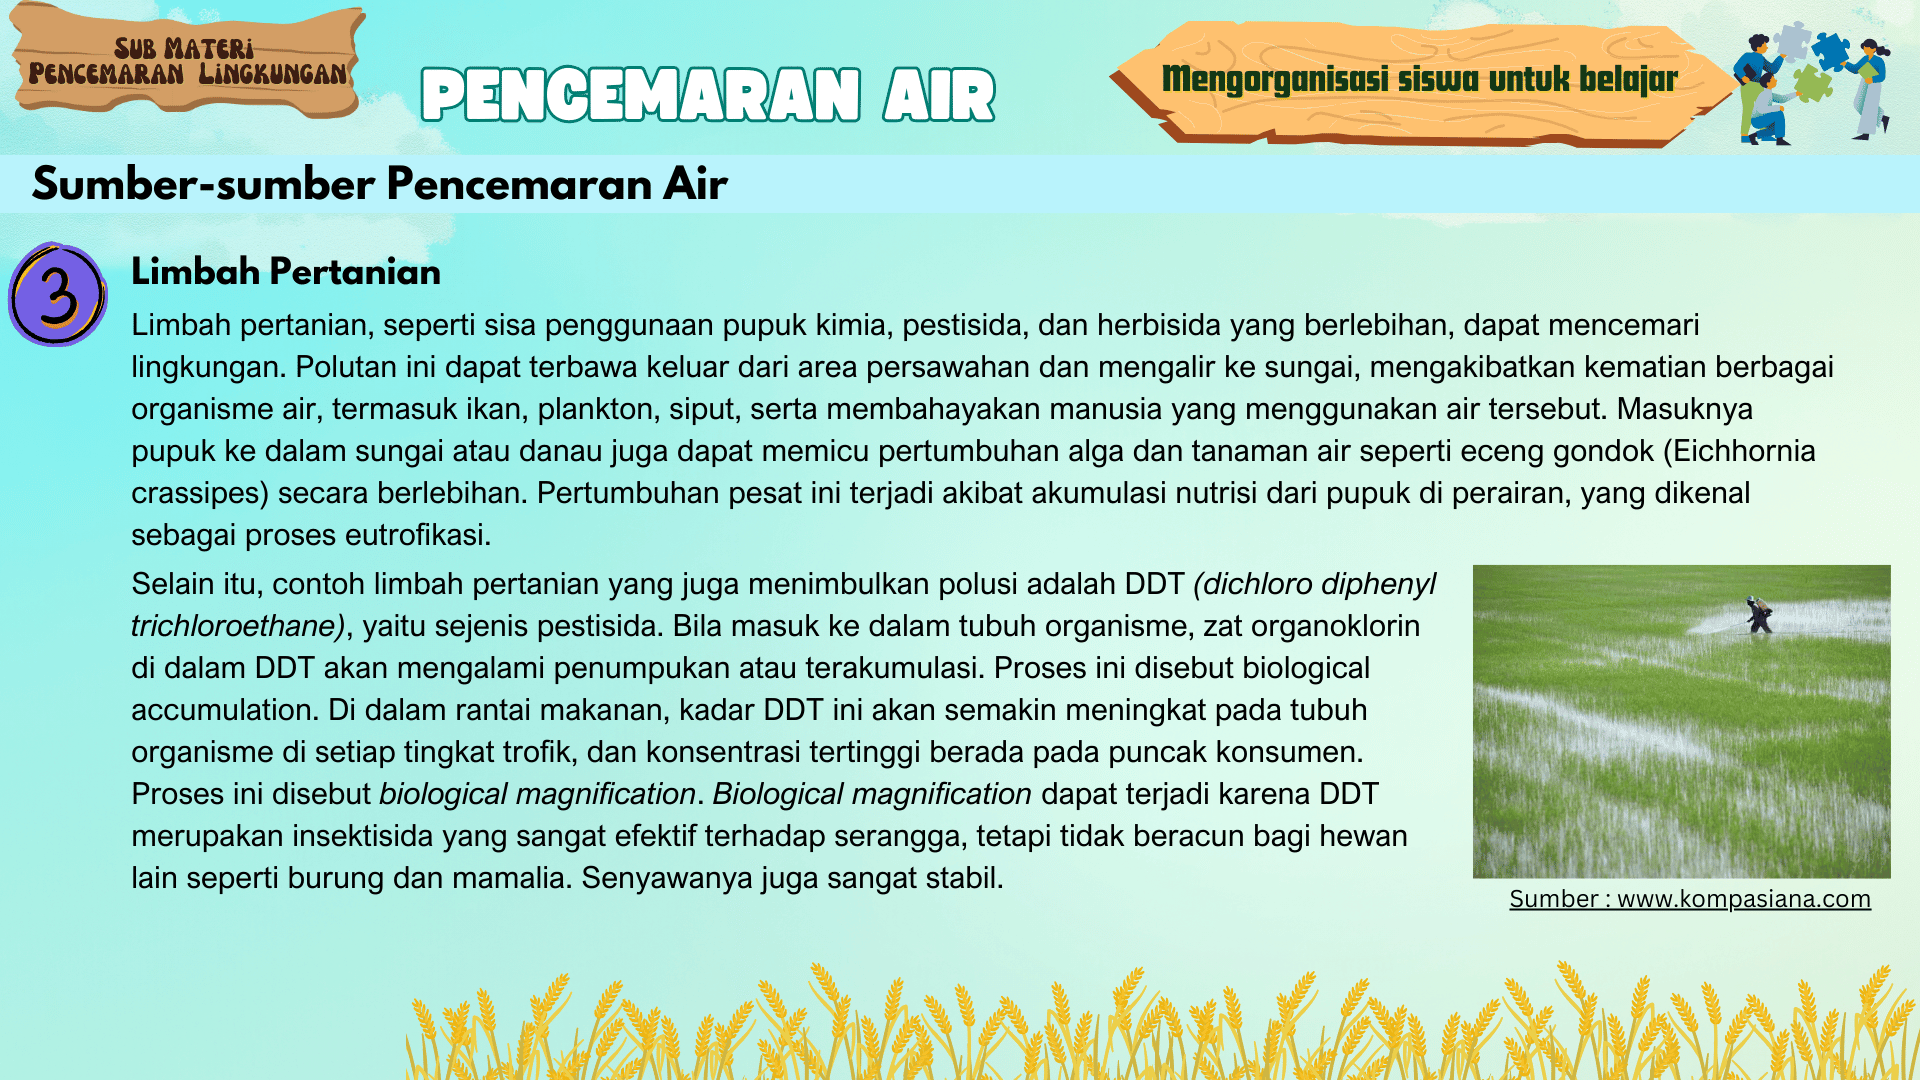 Sub Materi
Pencemaran Lingkungan
PENCEMARAN AIR
Mengorganisasi siswa untuk belajar
Sumber-sumber Pencemaran Air
3
Limbah Pertanian
Limbah pertanian, seperti sisa penggunaan pupuk kimia, pestisida, dan herbisida yang berlebihan, dapat mencemari
lingkungan. Polutan ini dapat terbawa keluar dari area persawahan dan mengalir ke sungai, mengakibatkan kematian berbagai
organisme air, termasuk ikan, plankton, siput, serta membahayakan manusia yang menggunakan air tersebut. Masuknya
pupuk ke dalam sungai atau danau juga dapat memicu pertumbuhan alga dan tanaman air seperti eceng gondok (Eichhornia
crassipes) secara berlebihan. Pertumbuhan pesat ini terjadi akibat akumulasi nutrisi dari pupuk di perairan, yang dikenal
sebagai proses eutrofikasi.
Selain itu, contoh limbah pertanian yang juga menimbulkan polusi adalah DDT (dichloro diphenyl
trichloroethane), yaitu sejenis pestisida. Bila masuk ke dalam tubuh organisme, zat organoklorin
di dalam DDT akan mengalami penumpukan atau terakumulasi. Proses ini disebut biological
accumulation. Di dalam rantai makanan, kadar DDT ini akan semakin meningkat pada tubuh
organisme di setiap tingkat trofik, dan konsentrasi tertinggi berada pada puncak konsumen.
Proses ini disebut biological magnification. Biological magnification dapat terjadi karena DDT
merupakan insektisida yang sangat efektif terhadap serangga, tetapi tidak beracun bagi hewan
lain seperti burung dan mamalia. Senyawanya juga sangat stabil.
Sumber : www.kompasiana.com